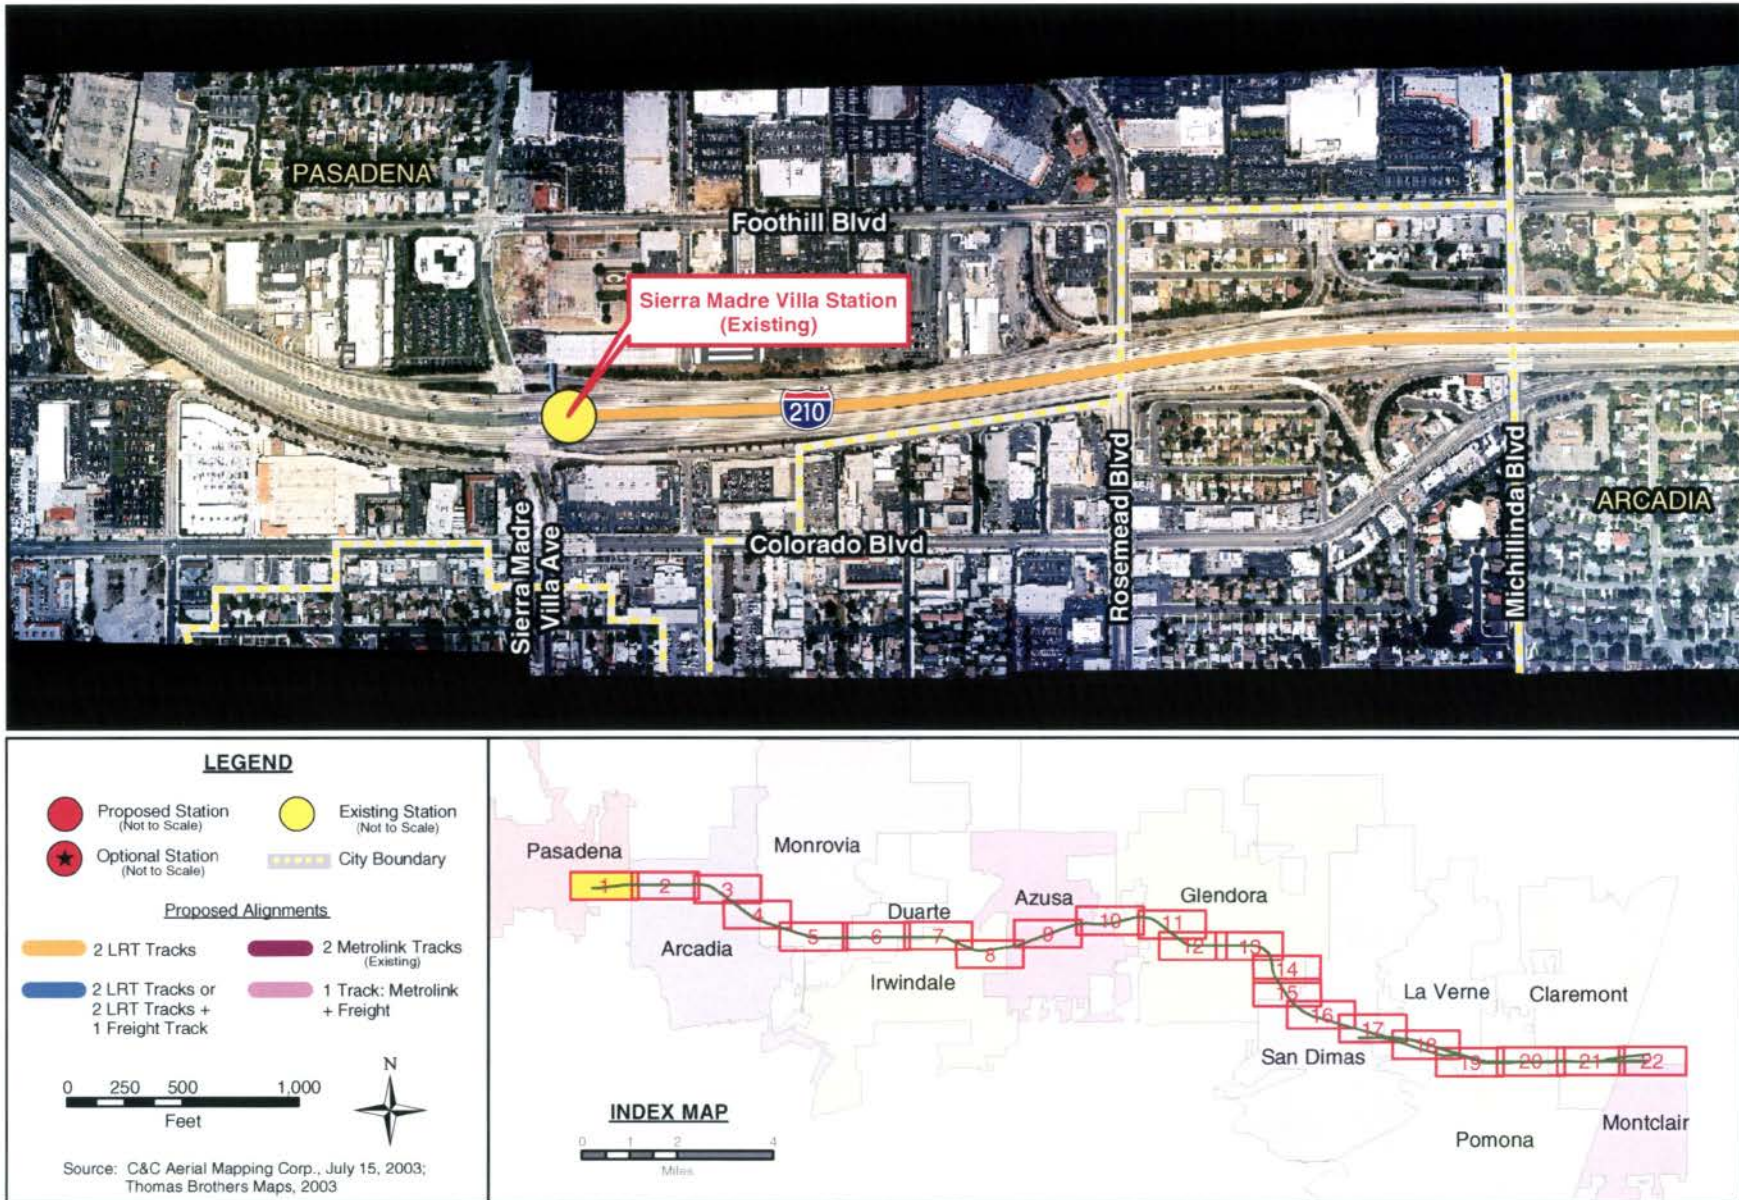 PASADENA
Foothill Blvd
Sierra Madre Villa Station
(Existing)
210
Sierra Madre
Villa Ave
Colorado Blvd
Rosemead Blvd
Michillinda Blvd
ARCADIA
LEGEND
Proposed Station
(Not to Scale)
Existing Station
(Not to Scale)
Optional Station
(Not to Scale)
City Boundary
Proposed Alignments
2 LRT Tracks
2 Metrolink Tracks
(Existing)
2 LRT Tracks or
2 LRT Tracks +
1 Freight Track
1 Track: Metrolink
+ Freight
N
0 250 500 1,000
Feet
Source: C&C Aerial Mapping Corp., July 15, 2003;
Thomas Brothers Maps, 2003
Pasadena
Monrovia
Arcadia
Duarte
Irwindale
Azusa
Glendora
San Dimas
La Verne
Claremont
Pomona
Montclair
1
2
3
4
5
6
7
8
9
10
11
12
13
14
15
16
17
18
19
20
21
22
INDEX MAP
0 1 2 4
Miles